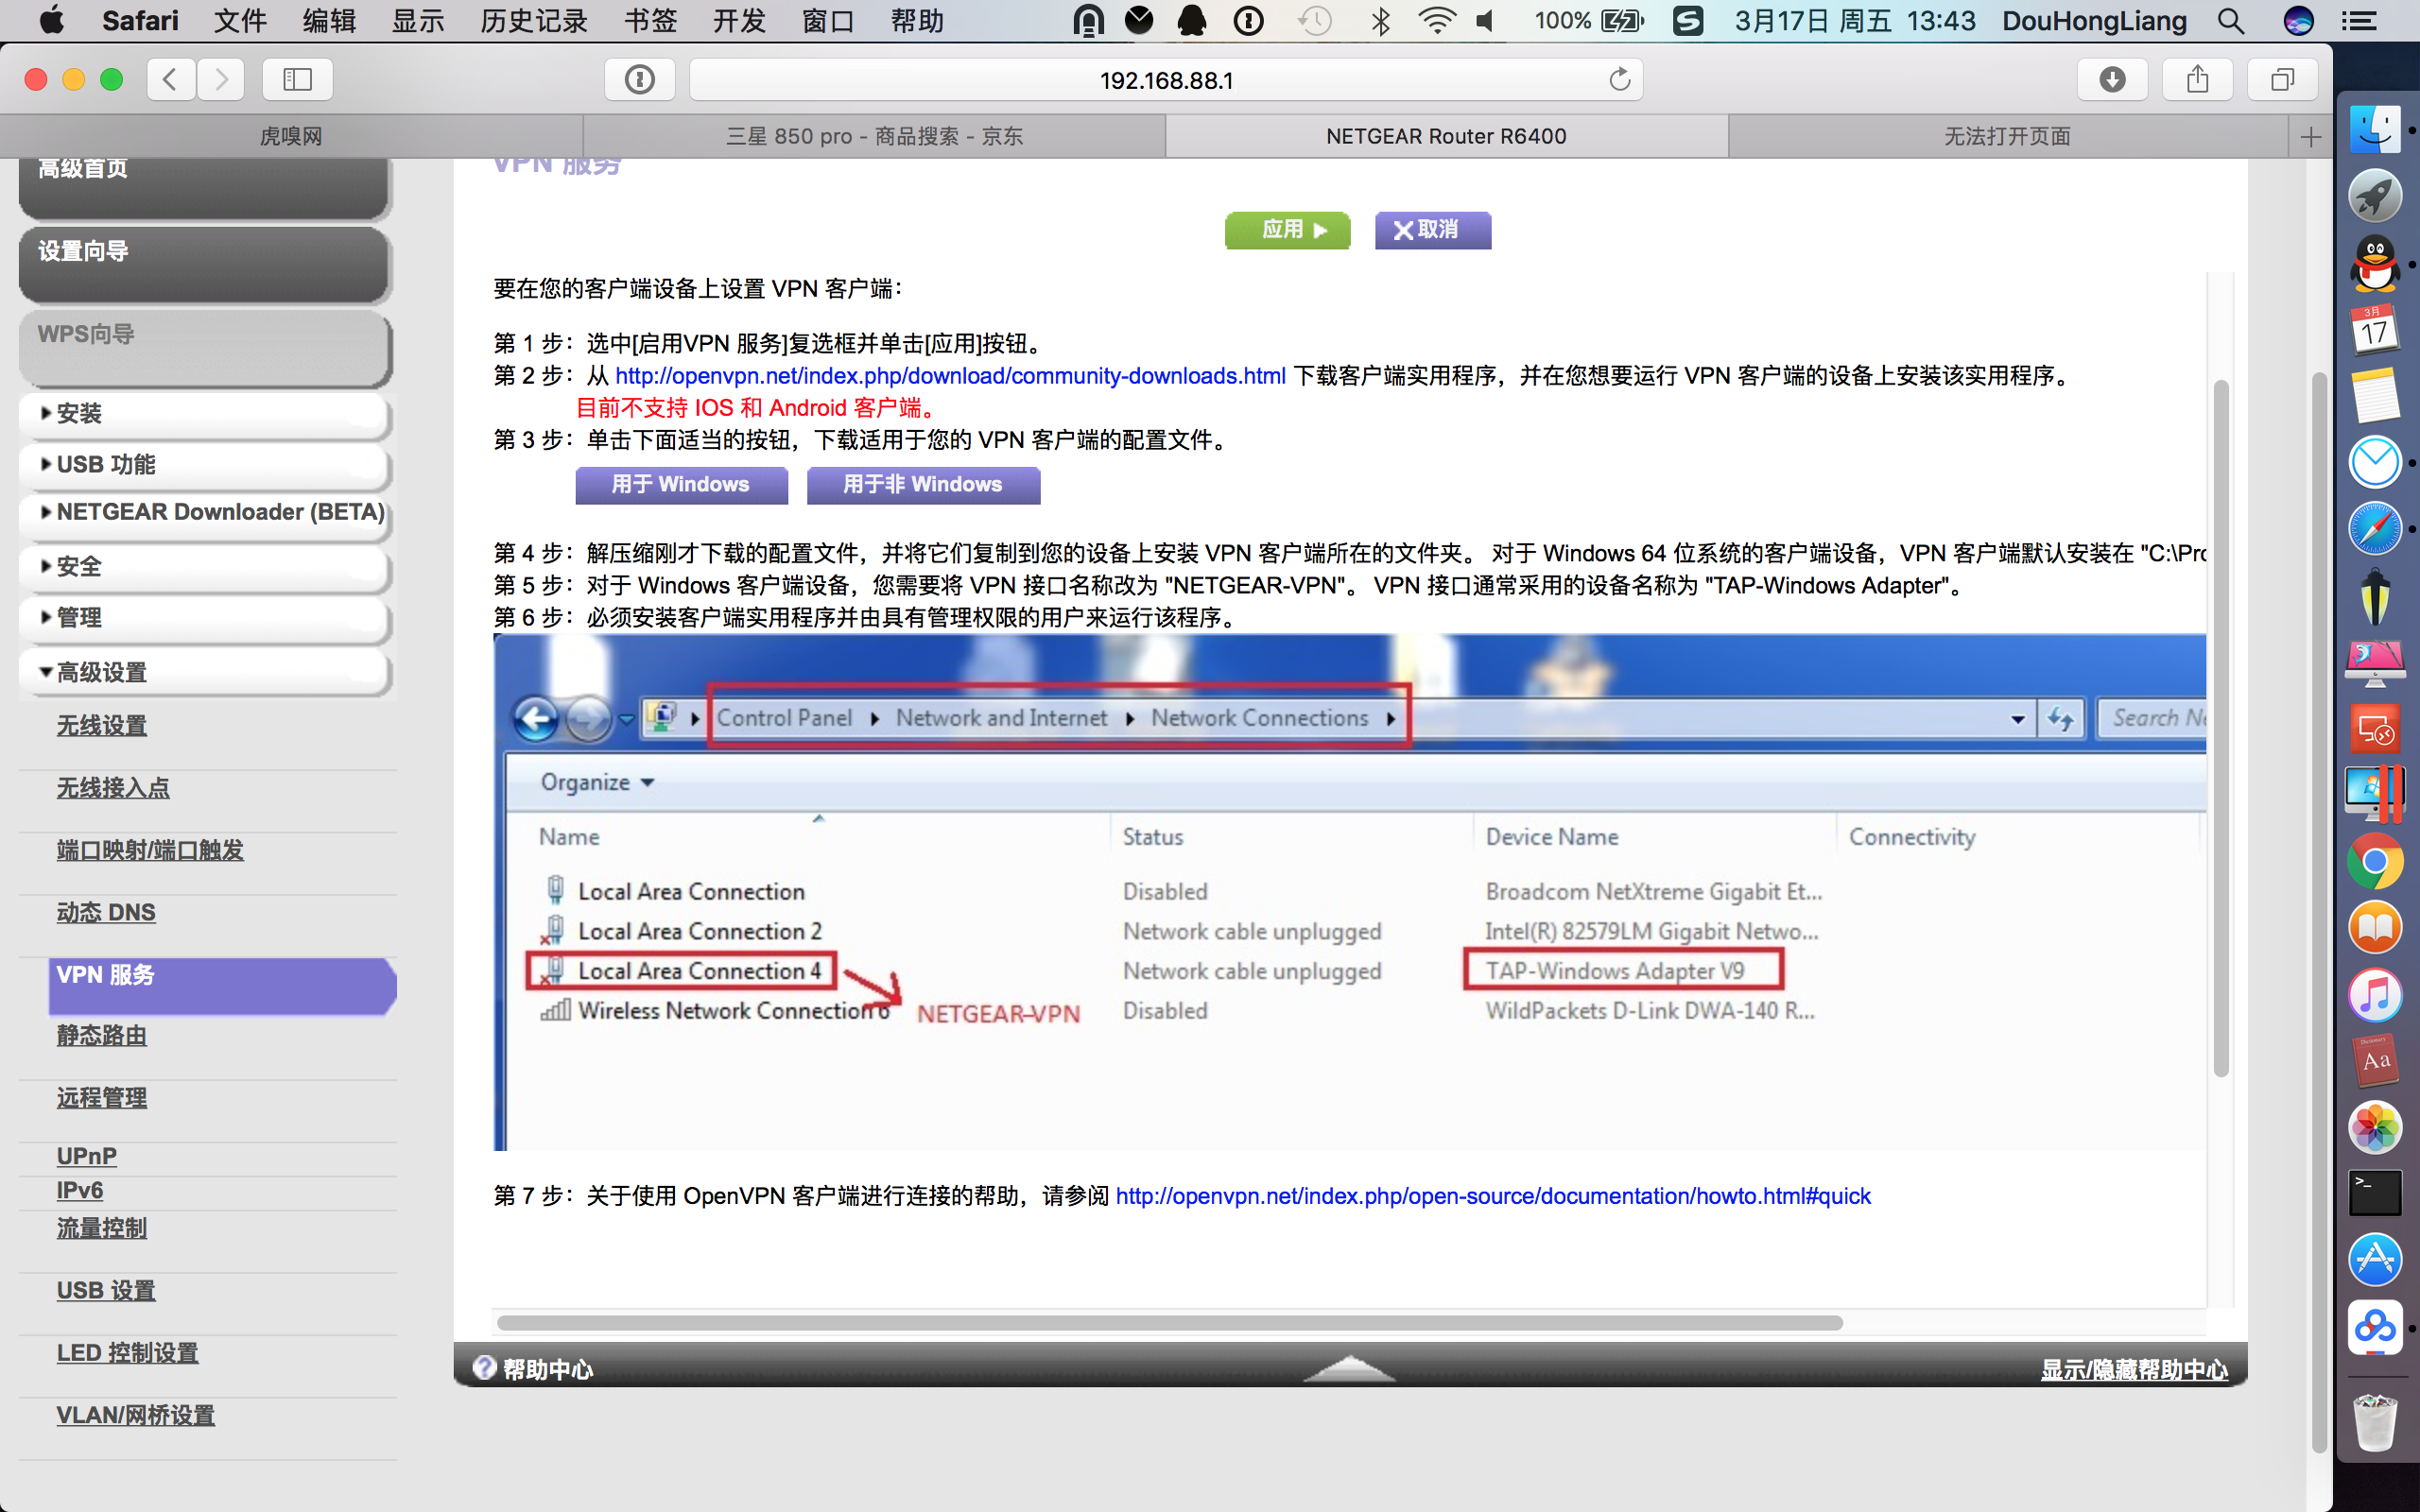 Safari 文件 编辑 显示 历史记录 书签 开发 窗口 帮助 100% 3月17日 周五 13:43 DouHongLiang
192.168.88.1
虎嗅网 三星 850 pro - 商品搜索 - 京东 NETGEAR Router R6400 无法打开页面
高级首页
设置向导
WPS向导
安装
USB 功能
NETGEAR Downloader (BETA)
安全
管理
高级设置
无线设置
无线接入点
端口映射/端口触发
动态 DNS
VPN 服务
静态路由
远程管理
UPnP
IPv6
流量控制
USB 设置
LED 控制设置
VLAN/网桥设置
VPN 服务
应用 取消
要在您的客户端设备上设置 VPN 客户端：
第 1 步：选中[启用VPN 服务]复选框并单击[应用]按钮。
第 2 步：从 http://openvpn.net/index.php/download/community-downloads.html 下载客户端实用程序，并在您想要运行 VPN 客户端的设备上安装该实用程序。
目前不支持 IOS 和 Android 客户端。
第 3 步：单击下面适当的按钮，下载适用于您的 VPN 客户端的配置文件。
用于 Windows 用于非 Windows
第 4 步：解压缩刚才下载的配置文件，并将它们复制到您的设备上安装 VPN 客户端所在的文件夹。 对于 Windows 64 位系统的客户端设备，VPN 客户端默认安装在 "C:\Pro
第 5 步：对于 Windows 客户端设备，您需要将 VPN 接口名称改为 "NETGEAR-VPN"。 VPN 接口通常采用的设备名称为 "TAP-Windows Adapter"。
第 6 步：必须安装客户端实用程序并由具有管理权限的用户来运行该程序。
Control Panel Network and Internet Network Connections Search Ne
Organize
Name Status Device Name Connectivity
Local Area Connection Disabled Broadcom NetXtreme Gigabit Et...
Local Area Connection 2 Network cable unplugged Intel(R) 82579LM Gigabit Netwo...
Local Area Connection 4 Network cable unplugged TAP-Windows Adapter V9
Wireless Network Connection 6 NETGEAR-VPN Disabled WildPackets D-Link DWA-140 R...
第 7 步：关于使用 OpenVPN 客户端进行连接的帮助，请参阅 http://openvpn.net/index.php/open-source/documentation/howto.html#quick
帮助中心 显示/隐藏帮助中心
3月
17
Dictionary
Aa